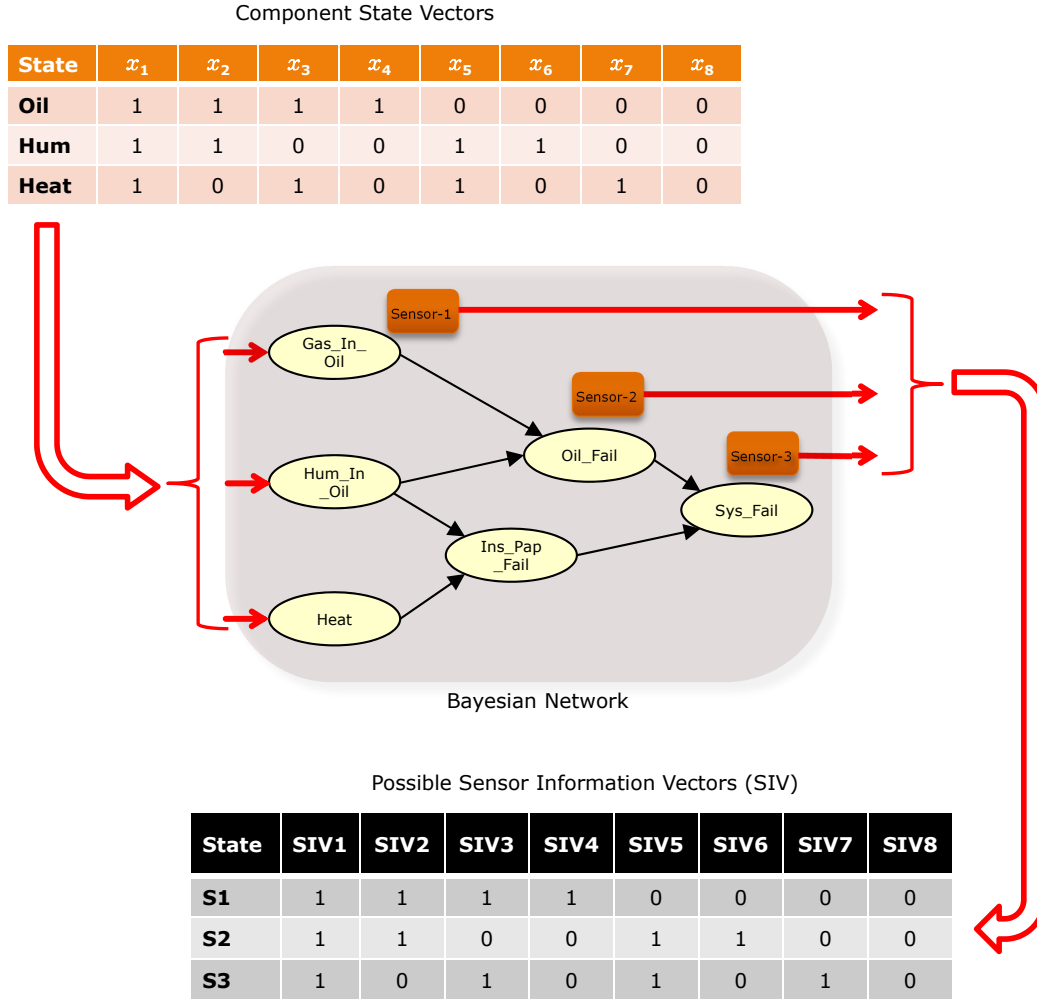 Component State Vectors
State x1 x2 x3 x4 x5 x6 x7 x8
Oil 1 1 1 1 0 0 0 0
Hum 1 1 0 0 1 1 0 0
Heat 1 0 1 0 1 0 1 0
Sensor-1
Gas_In_
Oil
Sensor-2
Oil_Fail
Sensor-3
Hum_In
_Oil
Sys_Fail
Ins_Pap
_Fail
Heat
Bayesian Network
Possible Sensor Information Vectors (SIV)
State SIV1 SIV2 SIV3 SIV4 SIV5 SIV6 SIV7 SIV8
S1 1 1 1 1 0 0 0 0
S2 1 1 0 0 1 1 0 0
S3 1 0 1 0 1 0 1 0